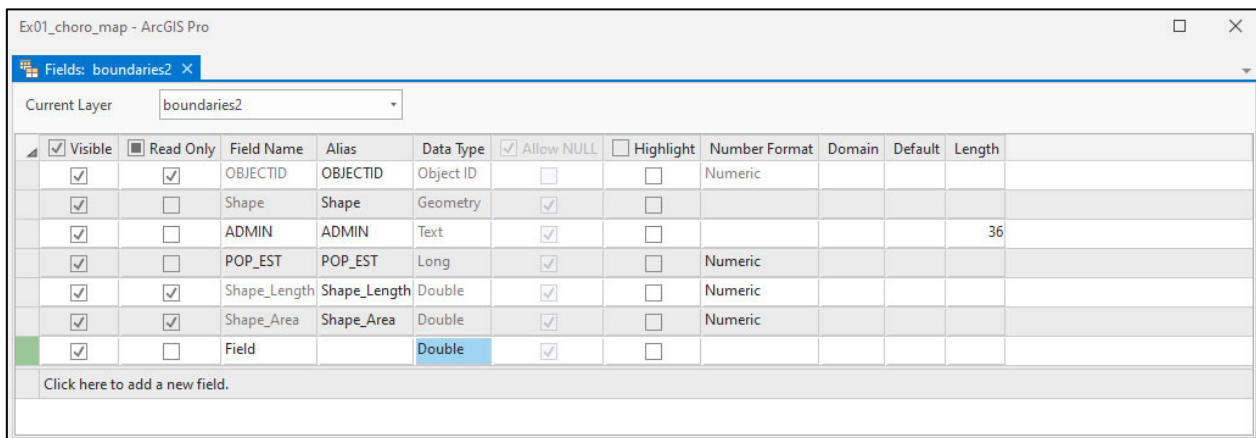 Ex01_choro_map - ArcGIS Pro
Fields: boundaries2
Current Layer boundaries2
Visible Read Only Field Name Alias Data Type Allow NULL Highlight Number Format Domain Default Length
OBJECTID OBJECTID Object ID Numeric
Shape Shape Geometry
ADMIN ADMIN Text 36
POP_EST POP_EST Long Numeric
Shape_Length Shape_Length Double Numeric
Shape_Area Shape_Area Double Numeric
Field Double
Click here to add a new field.